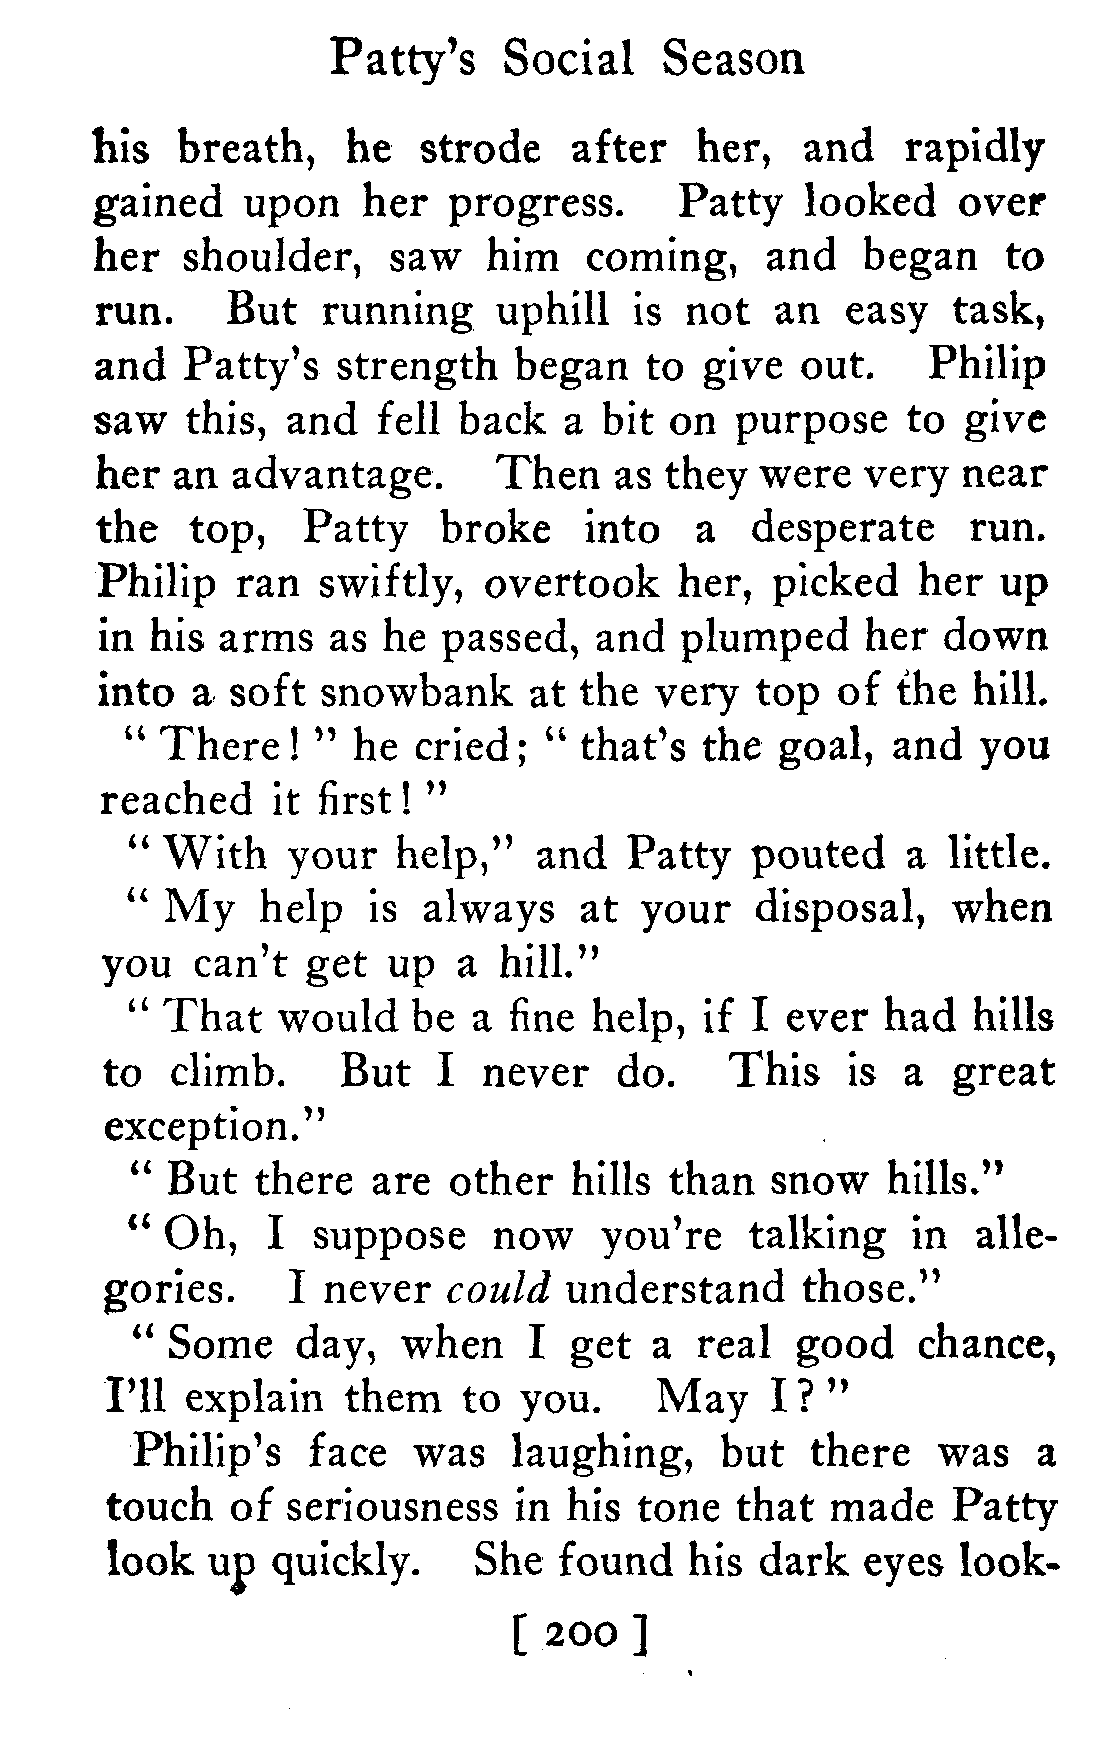 Patty's Social Season
his breath, he strode after her, and rapidly
gained upon her progress. Patty looked over
her shoulder, saw him coming, and began to
run. But running uphill is not an easy task,
and Patty's strength began to give out. Philip
saw this, and fell back a bit on purpose to give
her an advantage. Then as they were very near
the top, Patty broke into a desperate run.
Philip ran swiftly, overtook her, picked her up
in his arms as he passed, and plumped her down
into a soft snowbank at the very top of the hill.
“ There! ” he cried; “ that's the goal, and you
reached it first! ”
“ With your help,” and Patty pouted a little.
“ My help is always at your disposal, when
you can't get up a hill.”
“ That would be a fine help, if I ever had hills
to climb. But I never do. This is a great
exception.”
“ But there are other hills than snow hills.”
“ Oh, I suppose now you're talking in alle-
gories. I never could understand those.”
“ Some day, when I get a real good chance,
I'll explain them to you. May I? ”
Philip's face was laughing, but there was a
touch of seriousness in his tone that made Patty
look up quickly. She found his dark eyes look-
[ 200 ]